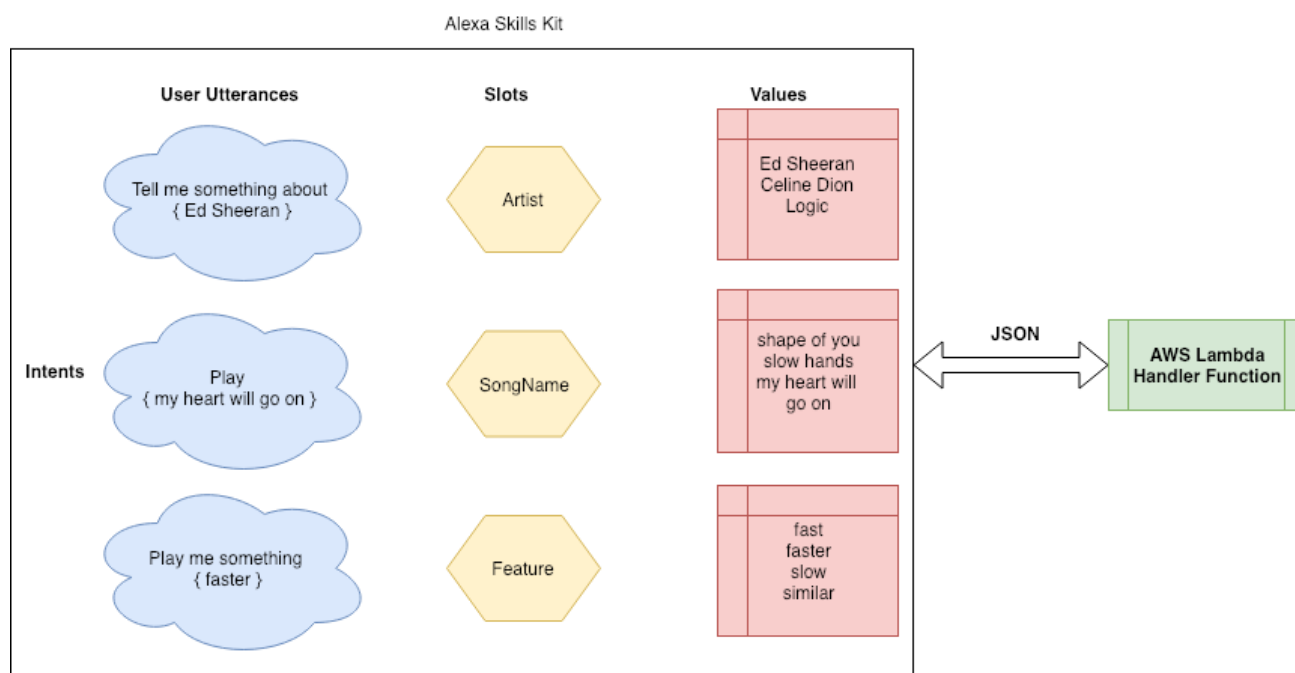 Alexa Skills Kit
User Utterances
Slots
Values
Tell me something about
{ Ed Sheeran }
Artist
Ed Sheeran
Celine Dion
Logic
Intents
Play
{ my heart will go on }
SongName
shape of you
slow hands
my heart will
go on
JSON
AWS Lambda
Handler Function
Play me something
{ faster }
Feature
fast
faster
slow
similar